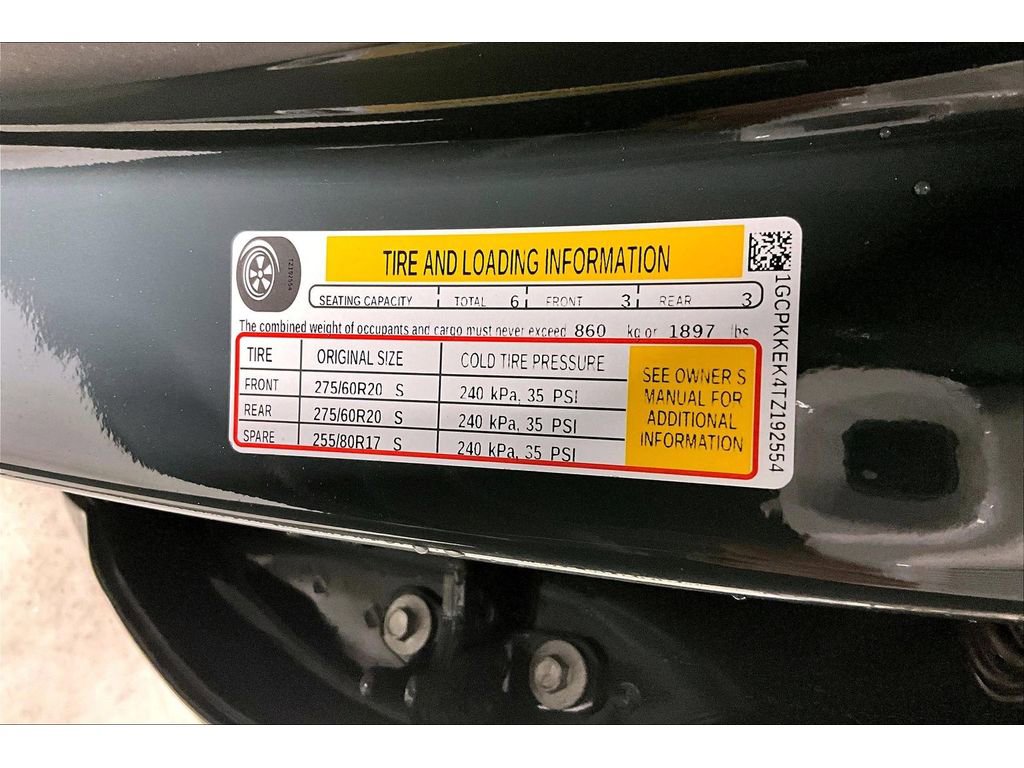 TIRE AND LOADING INFORMATION
TZ192554
SEATING CAPACITY TOTAL 6 FRONT 3 REAR 3
The combined weight of occupants and cargo must never exceed 860 kg or 1897 lbs
TIRE ORIGINAL SIZE COLD TIRE PRESSURE
FRONT 275/60R20 S 240 kPa, 35 PSI
REAR 275/60R20 S 240 kPa, 35 PSI
SPARE 255/80R17 S 240 kPa, 35 PSI
SEE OWNER S
MANUAL FOR
ADDITIONAL
INFORMATION
1GCPKKEK4TZ192554